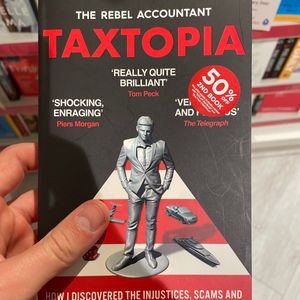 THE REBEL ACCOUNTANT
TAXTOPIA
'REALLY QUITE
BRILLIANT'
Tom Peck
'SHOCKING,
ENRAGING'
Piers Morgan
50%
OFF
2ND BOOK
AND
The Telegraph
HOW I DISCOVERED THE INJUSTICES, SCAMS AND